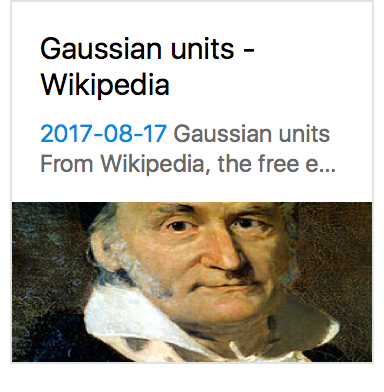 Gaussian units -
Wikipedia
2017-08-17 Gaussian units
From Wikipedia, the free e...